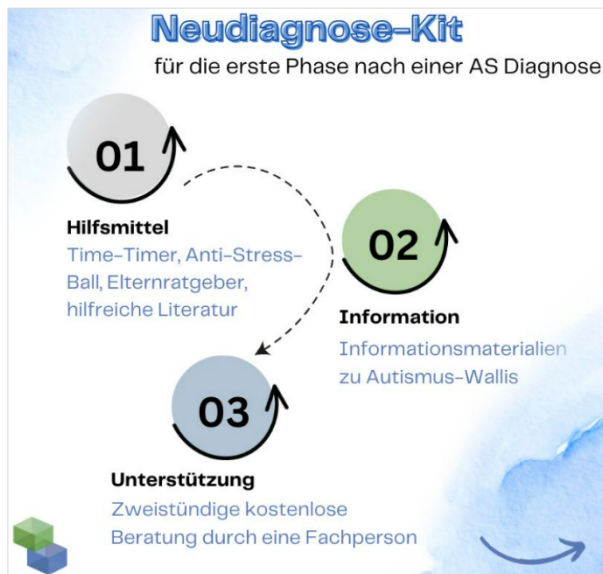 Neudiagnose-Kit
für die erste Phase nach einer AS Diagnose
01
Hilfsmittel
Time-Timer, Anti-Stress-
Ball, Elternratgeber,
hilfreiche Literatur
02
Information
Informationsmaterialien
zu Autismus-Wallis
03
Unterstützung
Zweistündige kostenlose
Beratung durch eine Fachperson